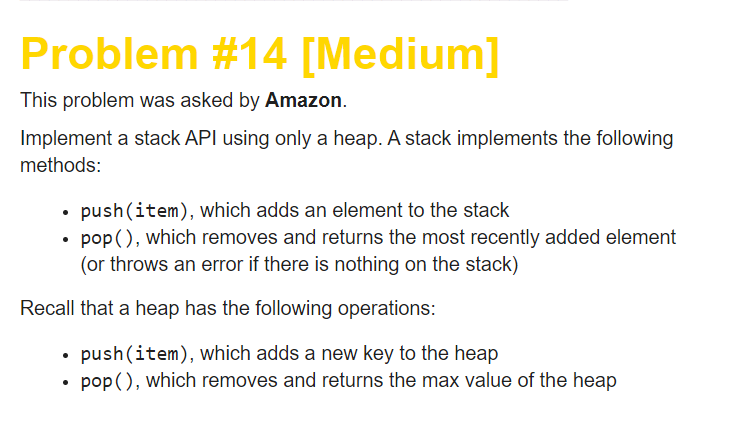 Problem #14 [Medium]
This problem was asked by Amazon.
Implement a stack API using only a heap. A stack implements the following
methods:
• push(item), which adds an element to the stack
• pop(), which removes and returns the most recently added element
(or throws an error if there is nothing on the stack)
Recall that a heap has the following operations:
• push(item), which adds a new key to the heap
• pop(), which removes and returns the max value of the heap